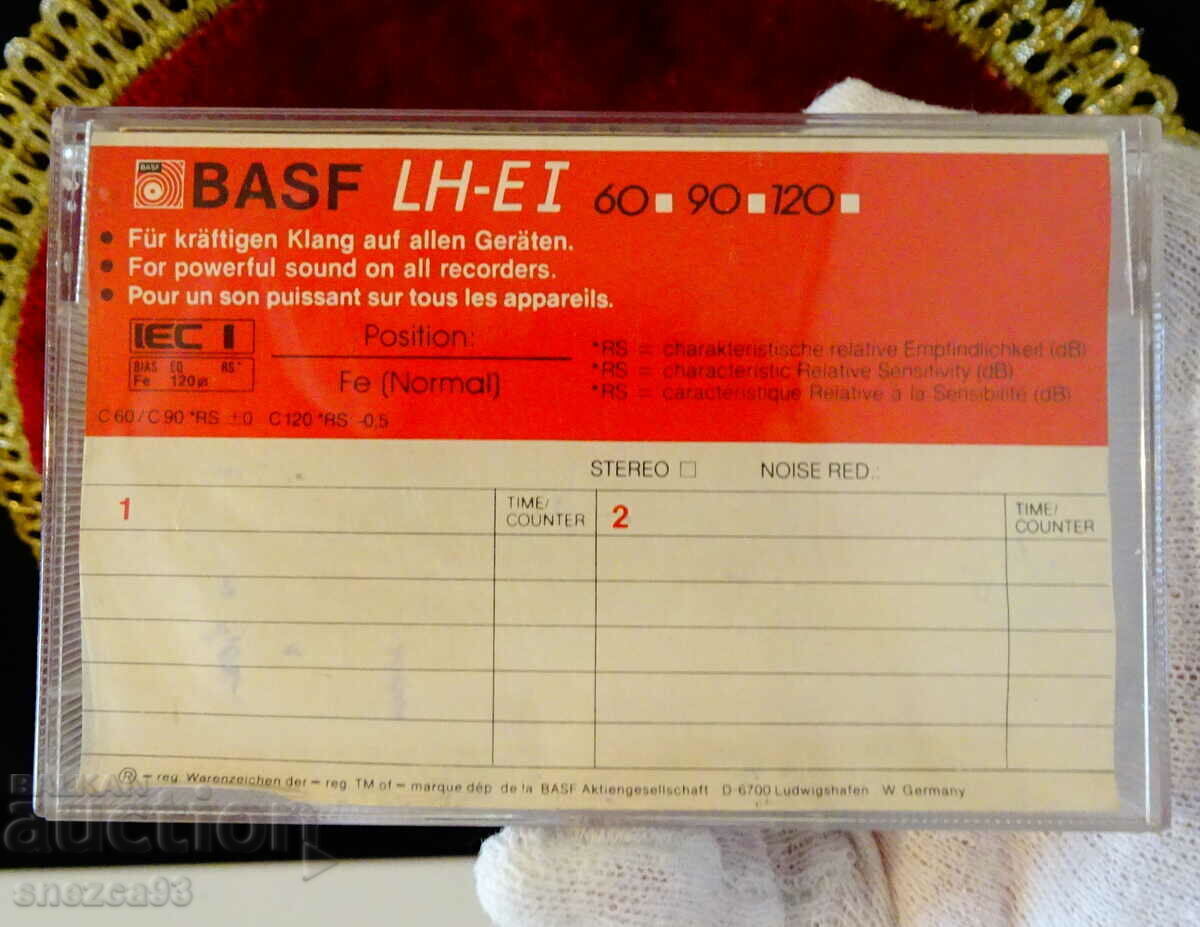 BASF
BASF LH-EI 60 90 120
• Für kräftigen Klang auf allen Geräten.
• For powerful sound on all recorders.
• Pour un son puissant sur tous les appareils.
IEC I
BIAS EQ RS*
Fe 120µs
Position:
Fe (Normal)
*RS = charakteristische relative Empfindlichkeit (dB)
*RS = characteristic Relative Sensitivity (dB)
*RS = caractéristique Relative à la Sensibilité (dB)
C 60/C 90 *RS ±0 C 120 *RS -0,5
STEREO □ NOISE RED.:
1 TIME/ COUNTER 2 TIME/ COUNTER
® = reg. Warenzeichen der = reg. TM of = marque dép. de la BASF Aktiengesellschaft D-6700 Ludwigshafen W. Germany
BALKAN
auction
snezca93